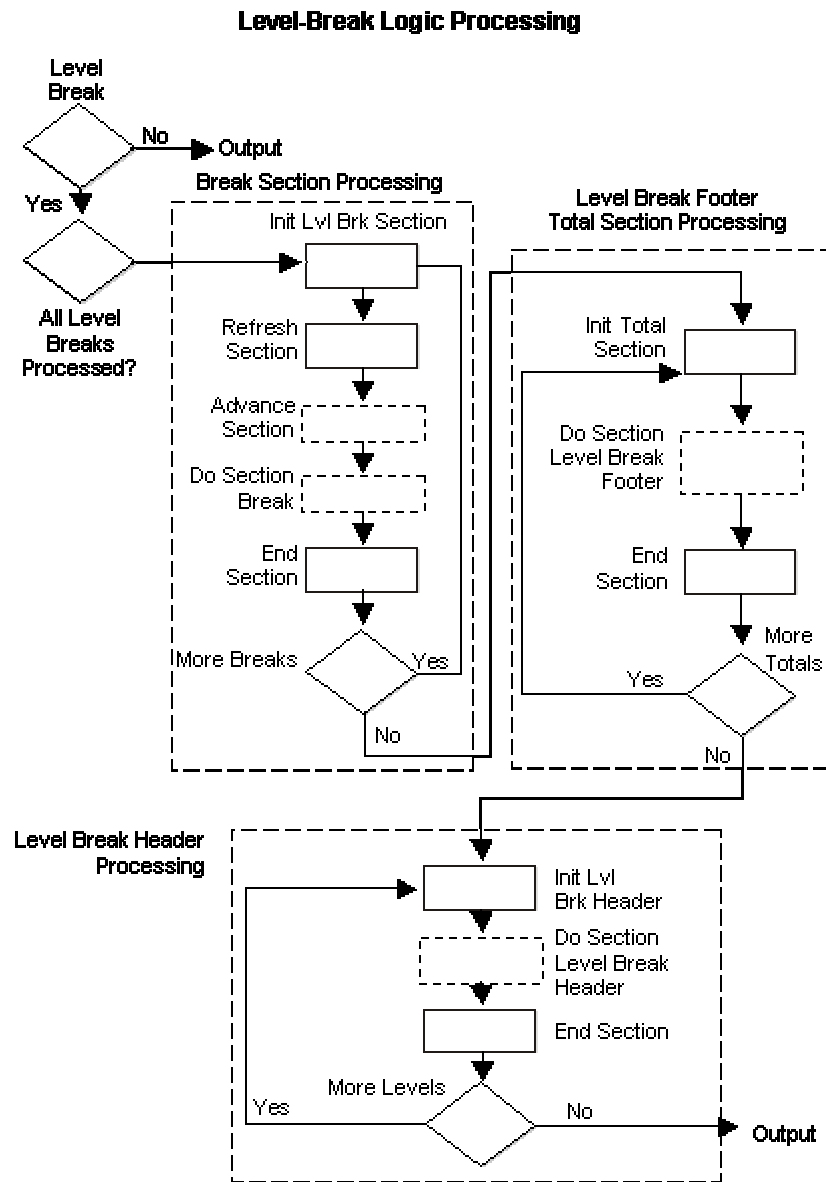 Level-Break Logic Processing
Level
Break
No
Output
Yes
All Level
Breaks
Processed?
Break Section Processing
Init Lvl Brk Section
Refresh
Section
Advance
Section
Do Section
Break
End
Section
More Breaks
Yes
No
Level Break Footer
Total Section Processing
Init Total
Section
Do Section
Level Break
Footer
End
Section
More
Totals
Yes
No
Level Break Header
Processing
Init Lvl
Brk Header
Do Section
Level Break
Header
End Section
More Levels
Yes
No
Output